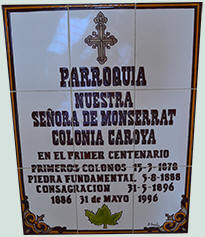 PARROQUIA
NUESTRA
SEÑORA DE MONSERRAT
COLONIA CAROYA
EN EL PRIMER CENTENARIO
PRIMEROS COLONOS 15-3-1878
PIEDRA FUNDAMENTAL 5-8-1888
CONSAGRACION 31-5-1896
1886 31 de Mayo 1996